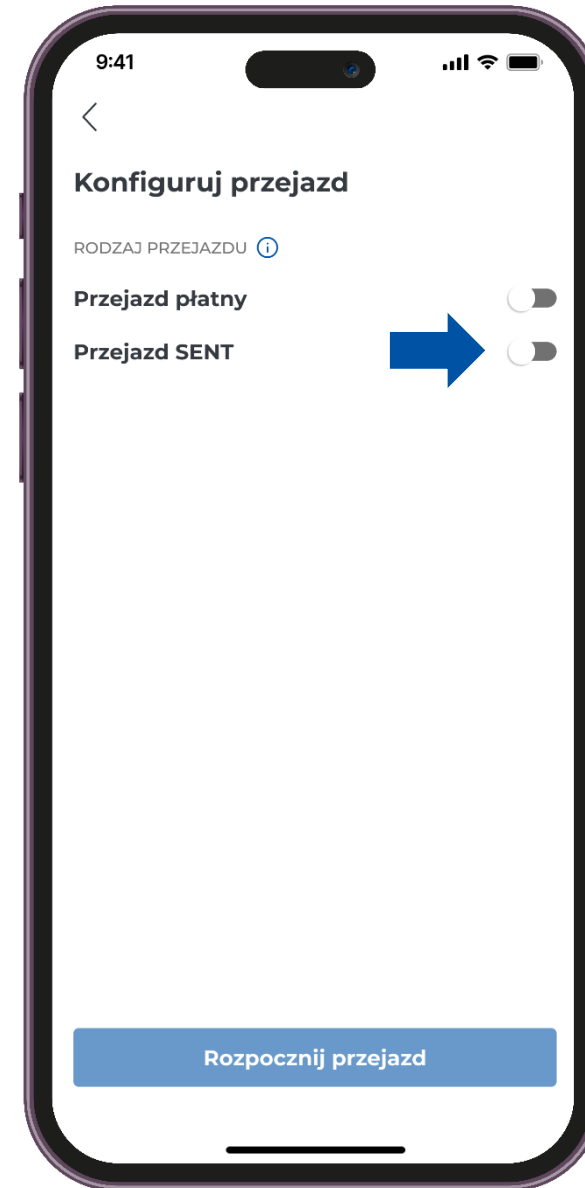 9:41
Konfiguruj przejazd
RODZAJ PRZEJAZDU
Przejazd płatny
Przejazd SENT
Rozpocznij przejazd